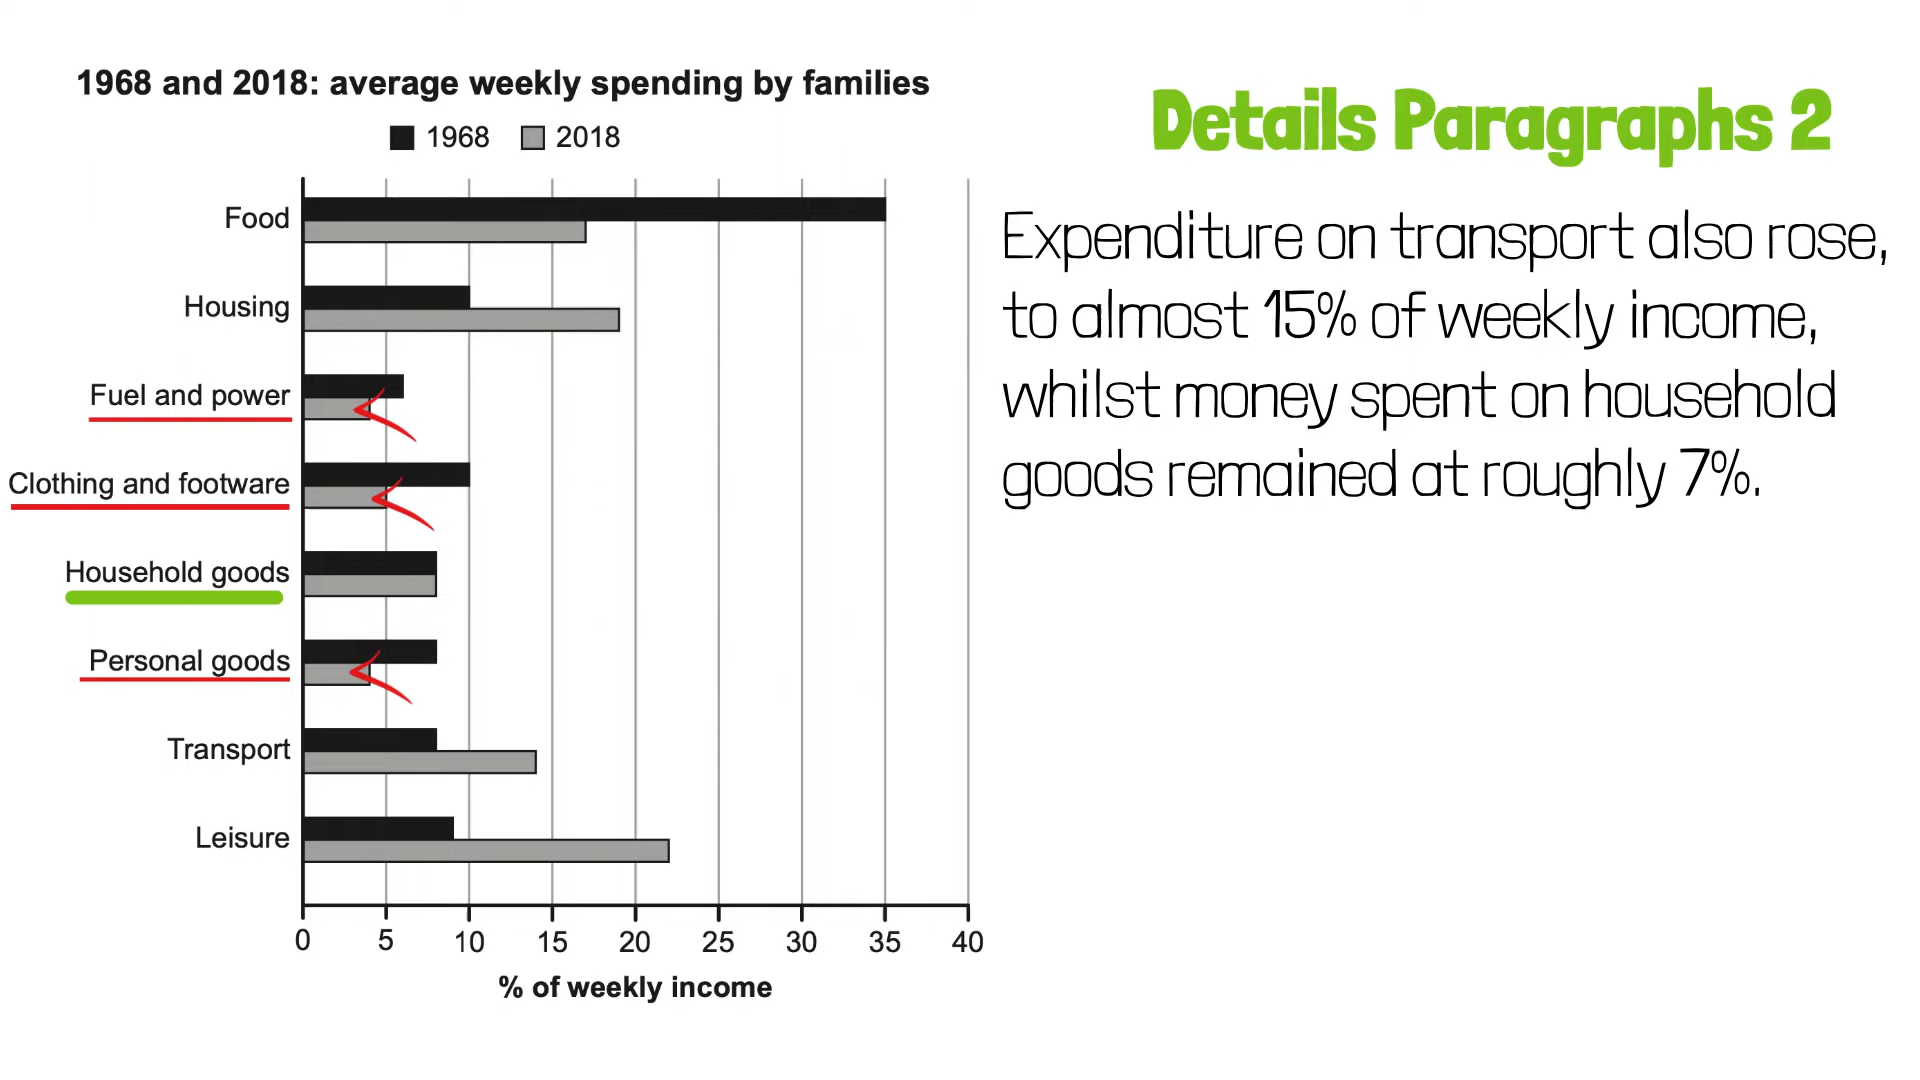 1968 and 2018: average weekly spending by families
1968 2018
Food
Housing
Fuel and power
Clothing and footware
Household goods
Personal goods
Transport
Leisure
0 5 10 15 20 25 30 35 40
% of weekly income
Details Paragraphs 2
Expenditure on transport also rose,
to almost 15% of weekly income,
whilst money spent on household
goods remained at roughly 7%.